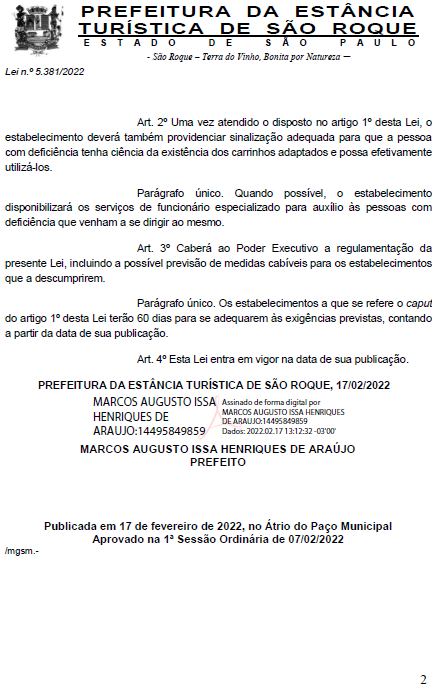 PREFEITURA DA ESTÂNCIA
TURÍSTICA DE SÃO ROQUE
ESTADO DE SÃO PAULO
- São Roque – Terra do Vinho, Bonita por Natureza –
Lei n.º 5.381/2022
Art. 2º Uma vez atendido o disposto no artigo 1º desta Lei, o
estabelecimento deverá também providenciar sinalização adequada para que a pessoa
com deficiência tenha ciência da existência dos carrinhos adaptados e possa efetivamente
utilizá-los.
Parágrafo único. Quando possível, o estabelecimento
disponibilizará os serviços de funcionário especializado para auxílio às pessoas com
deficiência que venham a se dirigir ao mesmo.
Art. 3º Caberá ao Poder Executivo a regulamentação da
presente Lei, incluindo a possível previsão de medidas cabíveis para os estabelecimentos
que a descumprirem.
Parágrafo único. Os estabelecimentos a que se refere o caput
do artigo 1º desta Lei terão 60 dias para se adequarem às exigências previstas, contando
a partir da data de sua publicação.
Art. 4º Esta Lei entra em vigor na data de sua publicação.
PREFEITURA DA ESTÂNCIA TURÍSTICA DE SÃO ROQUE, 17/02/2022
MARCOS AUGUSTO ISSA
HENRIQUES DE
ARAUJO:14495849859
Assinado de forma digital por
MARCOS AUGUSTO ISSA HENRIQUES
DE ARAUJO:14495849859
Dados: 2022.02.17 13:12:32 -03'00'
MARCOS AUGUSTO ISSA HENRIQUES DE ARAÚJO
PREFEITO
Publicada em 17 de fevereiro de 2022, no Átrio do Paço Municipal
Aprovado na 1ª Sessão Ordinária de 07/02/2022
/mgsm.-
2